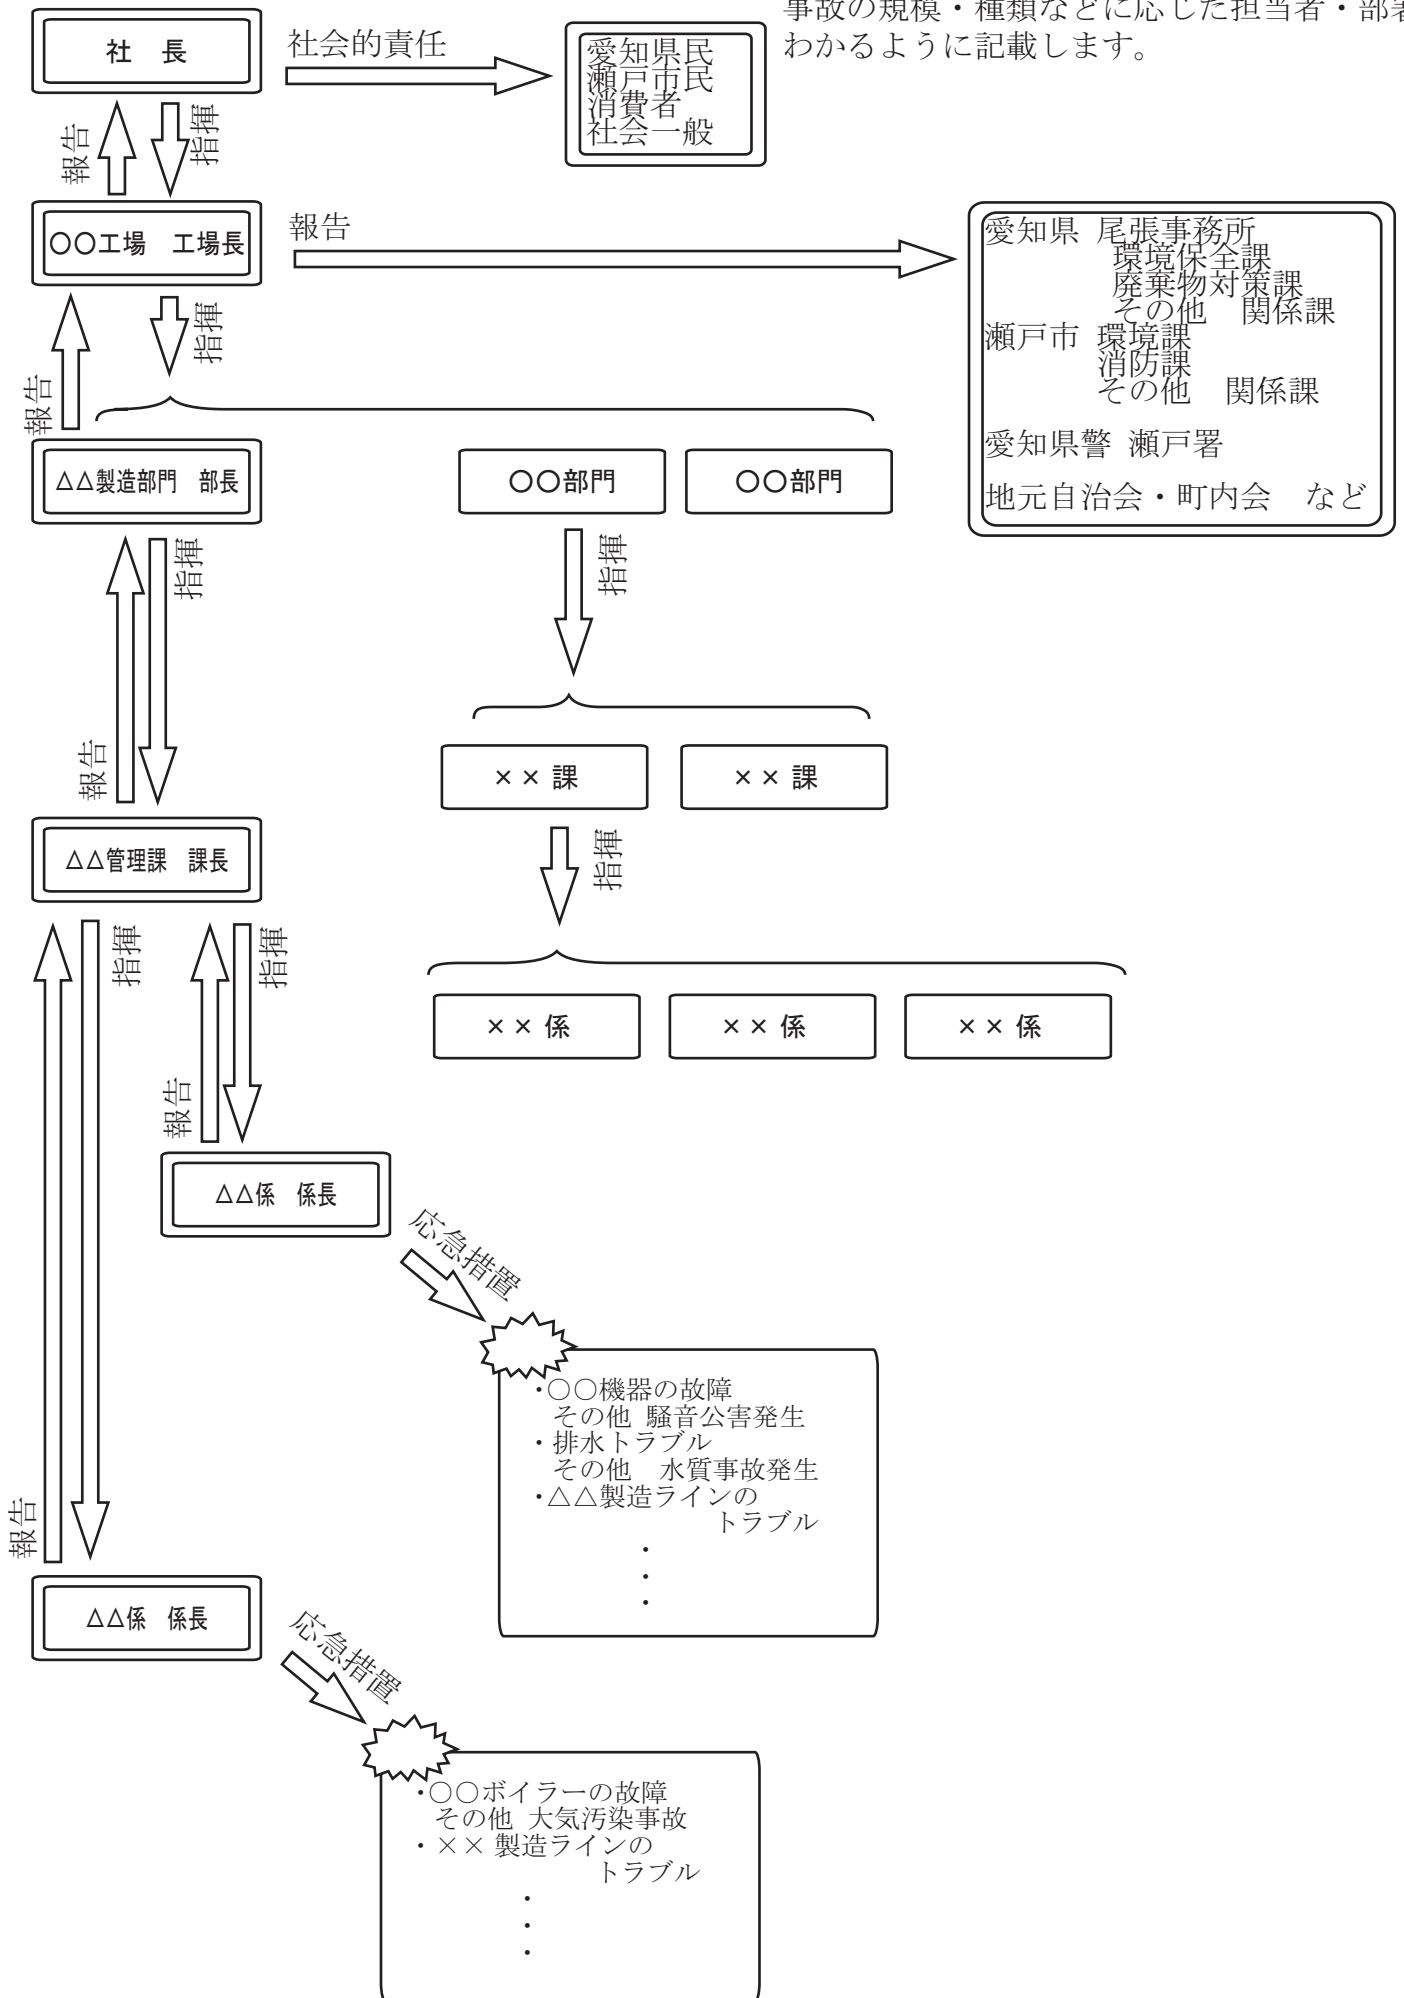 事故の規模・種類などに応じた担当者・部署
わかるように記載します。
社　長
社会的責任
愛知県民
瀬戸市民
消費者
社会一般
報告
指揮
〇〇工場　工場長
報告
愛知県 尾張事務所
環境保全課
廃棄物対策課
その他　関係課
瀬戸市 環境課
消防課
その他　関係課
愛知県警 瀬戸署
地元自治会・町内会　など
報告
指揮
△△製造部門　部長
〇〇部門
〇〇部門
指揮
指揮
報告
××課
××課
△△管理課　課長
指揮
指揮
指揮
××係
××係
××係
報告
△△係　係長
応急措置
・〇〇機器の故障
その他 騒音公害発生
・排水トラブル
その他　水質事故発生
・△△製造ラインの
トラブル
・
・
・
報告
△△係　係長
応急措置
・〇〇ボイラーの故障
その他 大気汚染事故
・×× 製造ラインの
トラブル
・
・
・